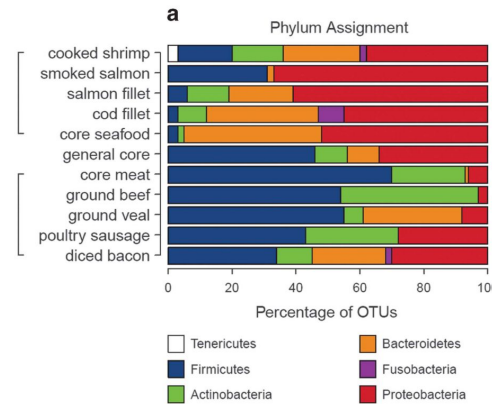 a
Phylum Assignment
cooked shrimp
smoked salmon
salmon fillet
cod fillet
core seafood
general core
core meat
ground beef
ground veal
poultry sausage
diced bacon
0 20 40 60 80 10
Percentage of OTUs
Tenericutes Bacteroidetes
Firmicutes Fusobacteria
Actinobacteria Proteobacteria